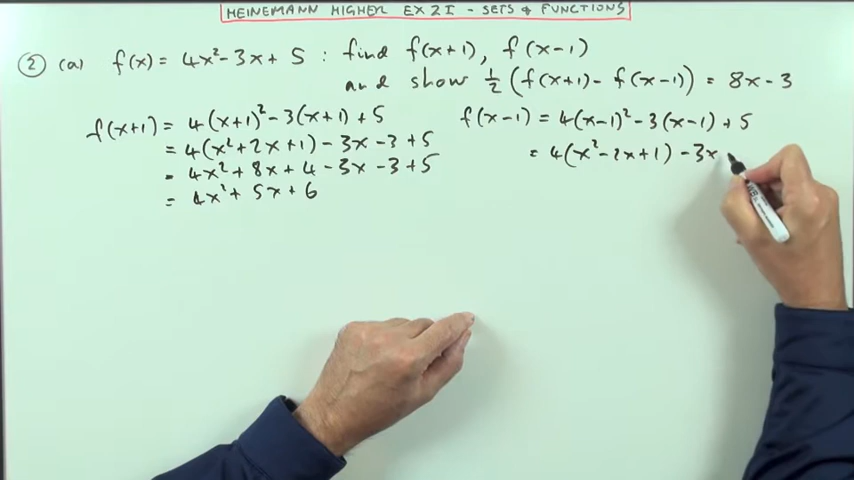 HEINEMANN HIGHER EX 2I - SETS & FUNCTIONS
② (a) f(x) = 4x² - 3x + 5 : find f(x+1), f(x-1)
and show ½(f(x+1) - f(x-1)) = 8x - 3
f(x+1) = 4(x+1)² - 3(x+1) + 5
= 4(x² + 2x + 1) - 3x - 3 + 5
= 4x² + 8x + 4 - 3x - 3 + 5
= 4x² + 5x + 6
f(x-1) = 4(x-1)² - 3(x-1) + 5
= 4(x² - 2x + 1) - 3x